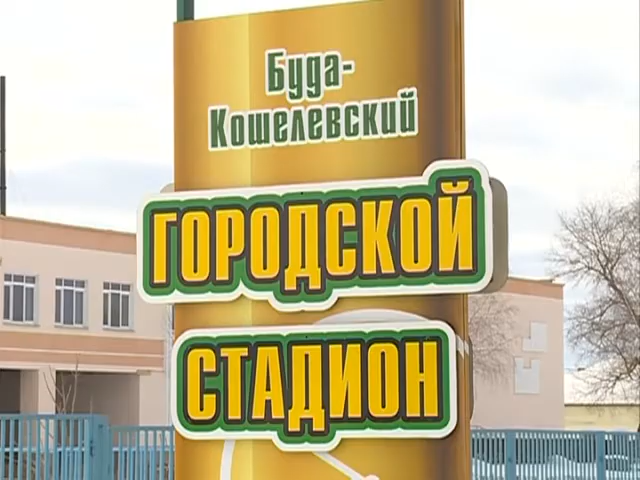 Буда-
Кошелевский
ГОРОДСКОЙ
СТАДИОН